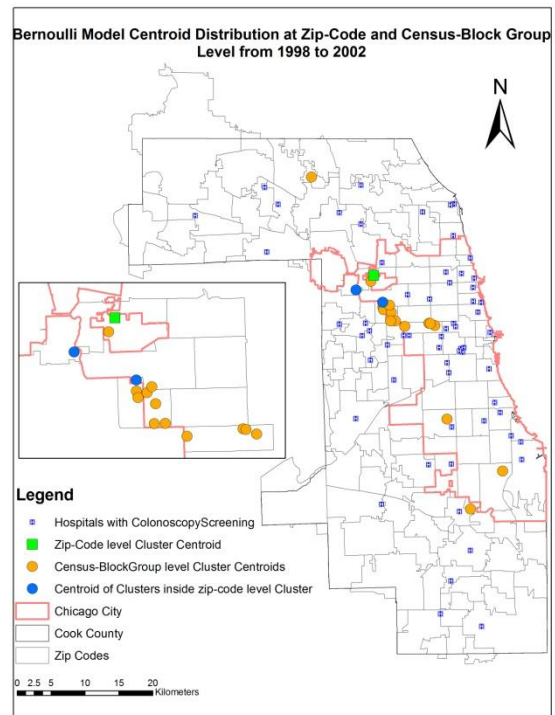 Bernoulli Model Centroid Distribution at Zip-Code and Census-Block Group
Level from 1998 to 2002
N
Legend
Hospitals with ColonoscopyScreening
Zip-Code level Cluster Centroid
Census-BlockGroup level Cluster Centroids
Centroid of Clusters inside zip-code level Cluster
Chicago City
Cook County
Zip Codes
0 2.5 5 10 15 20
Kilometers